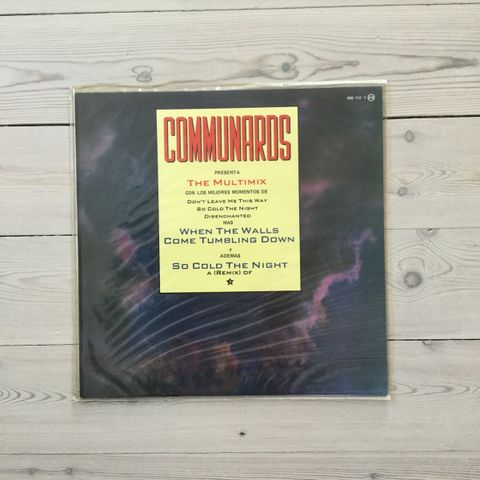 COMMUNARDS
PRESENTA
THE MULTIMIX
CON LOS MEJORES MOMENTOS DE
DON'T LEAVE ME THIS WAY
SO COLD THE NIGHT
DISENCHANTED
MAS
WHEN THE WALLS
COME TUMBLING DOWN
Y
ADEMAS
SO COLD THE NIGHT
A (REMIX) OF